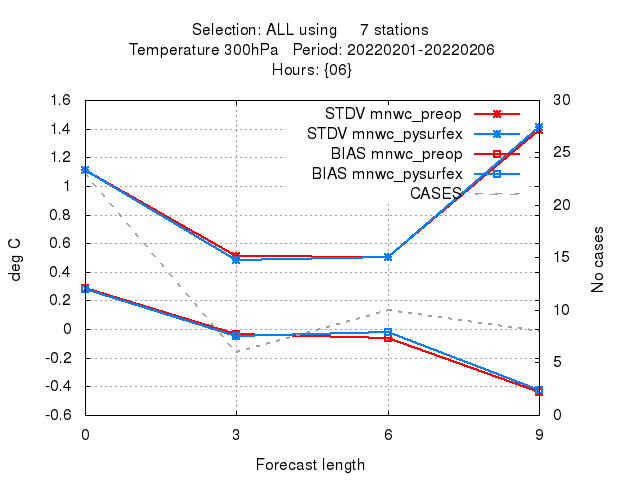 Selection: ALL using 7 stations
Temperature 300hPa Period: 20220201-20220206
Hours: {06}
STDV mnwc_preop
STDV mnwc_pysurfex
BIAS mnwc_preop
BIAS mnwc_pysurfex
CASES
1.6
1.4
1.2
1
0.8
0.6
0.4
0.2
0
-0.2
-0.4
-0.6
deg C
30
25
20
15
10
5
0
No cases
0 3 6 9
Forecast length